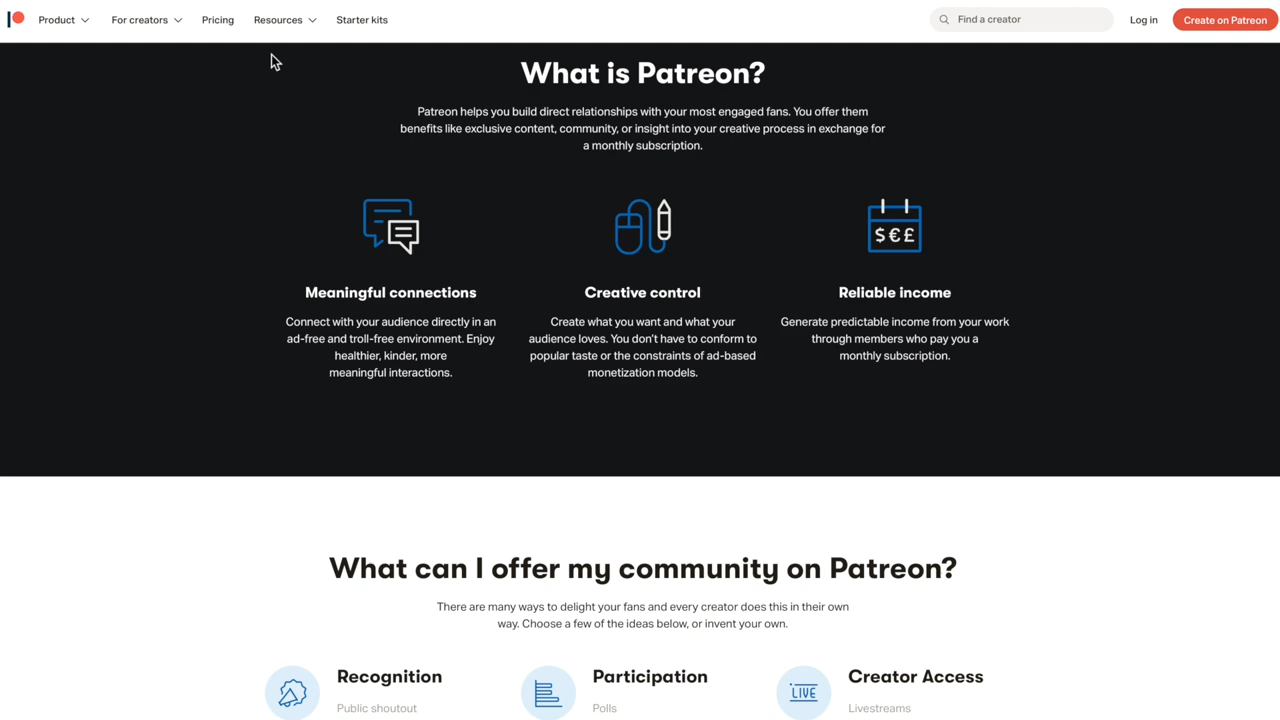 Product
For creators
Pricing
Resources
Starter kits
Find a creator
Log in
Create on Patreon
What is Patreon?
Patreon helps you build direct relationships with your most engaged fans. You offer them
benefits like exclusive content, community, or insight into your creative process in exchange for
a monthly subscription.
$€£
Meaningful connections
Connect with your audience directly in an
ad-free and troll-free environment. Enjoy
healthier, kinder, more
meaningful interactions.
Creative control
Create what you want and what your
audience loves. You don't have to conform to
popular taste or the constraints of ad-based
monetization models.
Reliable income
Generate predictable income from your work
through members who pay you a
monthly subscription.
What can I offer my community on Patreon?
There are many ways to delight your fans and every creator does this in their own
way. Choose a few of the ideas below, or invent your own.
Recognition
Public shoutout
Participation
Polls
LIVE
Creator Access
Livestreams